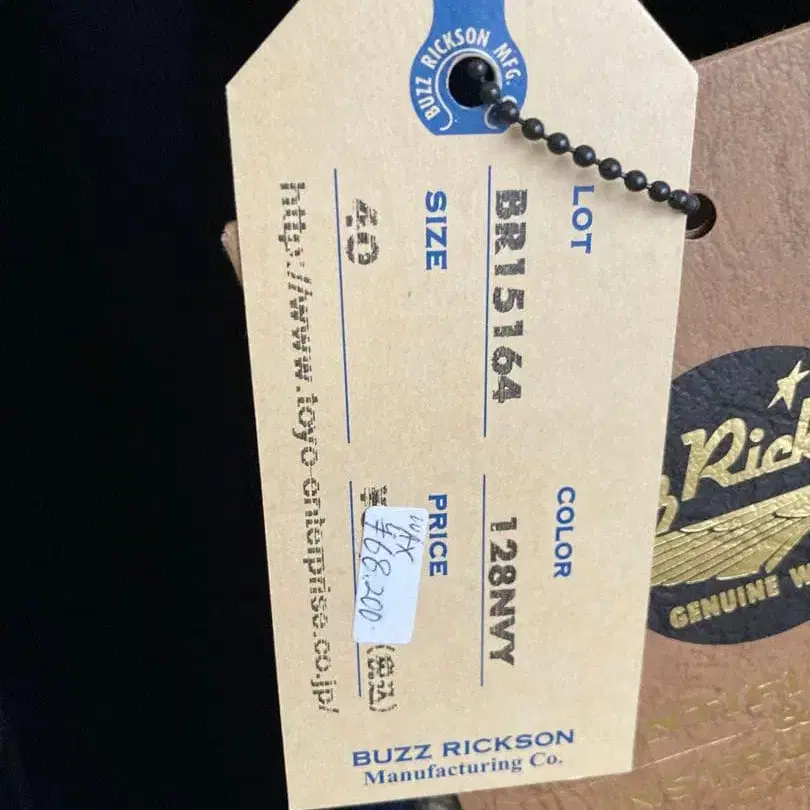 BUZZ RICKSON MFG.
LOT
BR15164
COLOR
128NVY
SIZE
40
PRICE
¥68.200.
(税込)
http://www.toyo-enterprise.co.jp/
BUZZ RICKSON
Manufacturing Co.
GENUINE